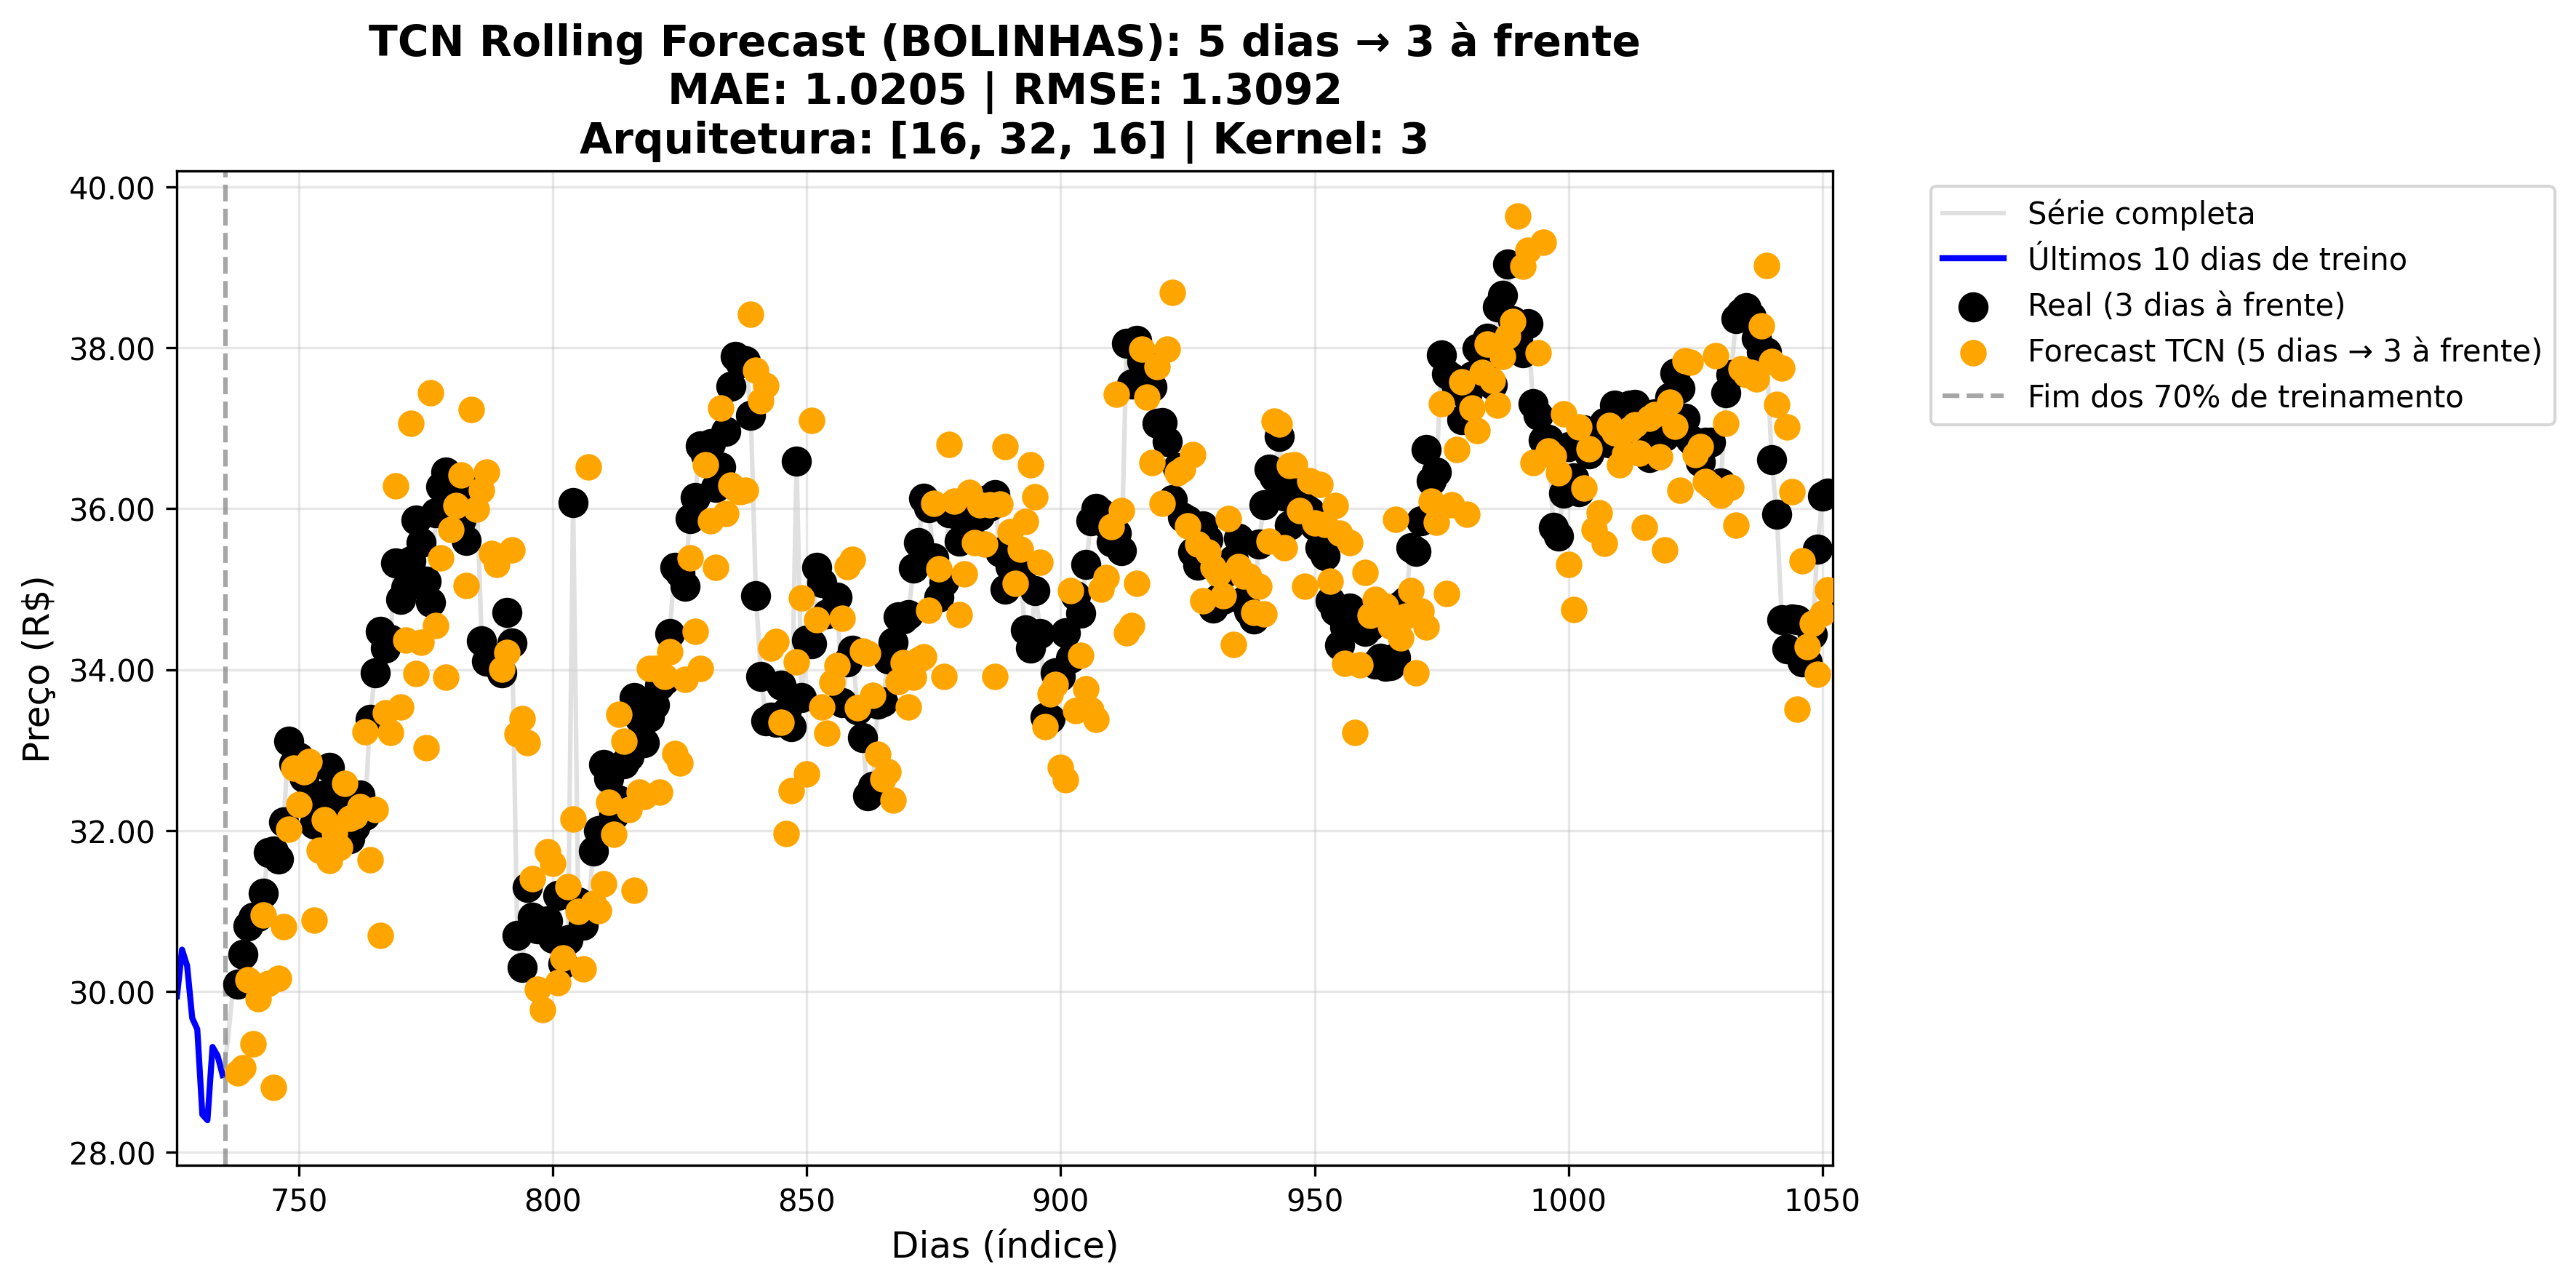 TCN Rolling Forecast (BOLINHAS): 5 dias → 3 à frente
MAE: 1.0205 | RMSE: 1.3092
Arquitetura: [16, 32, 16] | Kernel: 3
40.00
38.00
36.00
34.00
32.00
30.00
28.00
Preço (R$)
750
800
850
900
950
1000
1050
Dias (índice)
Série completa
Últimos 10 dias de treino
Real (3 dias à frente)
Forecast TCN (5 dias → 3 à frente)
Fim dos 70% de treinamento